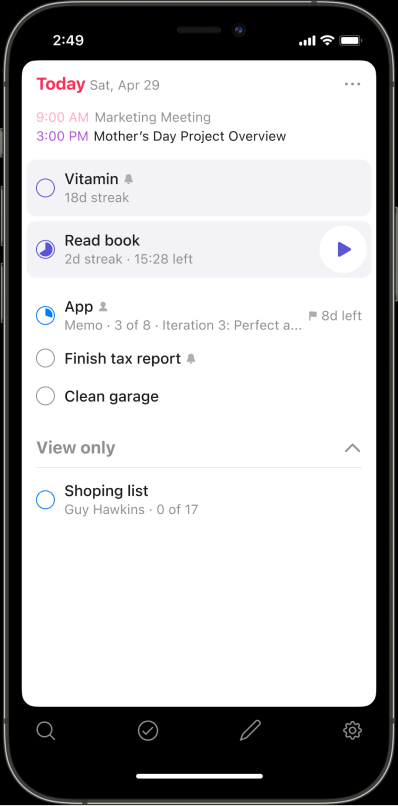 2:49
Today Sat, Apr 29
9:00 AM Marketing Meeting
3:00 PM Mother's Day Project Overview
Vitamin
18d streak
Read book
2d streak · 15:28 left
App
Memo · 3 of 8 · Iteration 3: Perfect a...
8d left
Finish tax report
Clean garage
View only
Shoping list
Guy Hawkins · 0 of 17